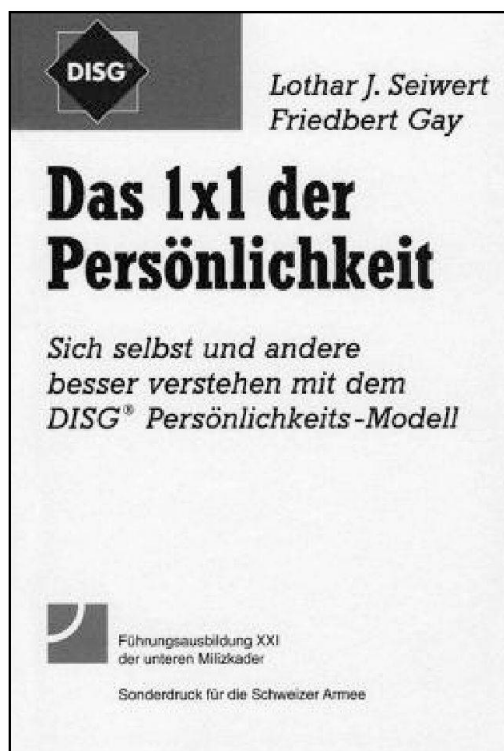 DISG®
Lothar J. Seiwert
Friedbert Gay
Das 1x1 der
Persönlichkeit
Sich selbst und andere
besser verstehen mit dem
DISG® Persönlichkeits-Modell
Führungsausbildung XXI
der unteren Milizkader
Sonderdruck für die Schweizer Armee